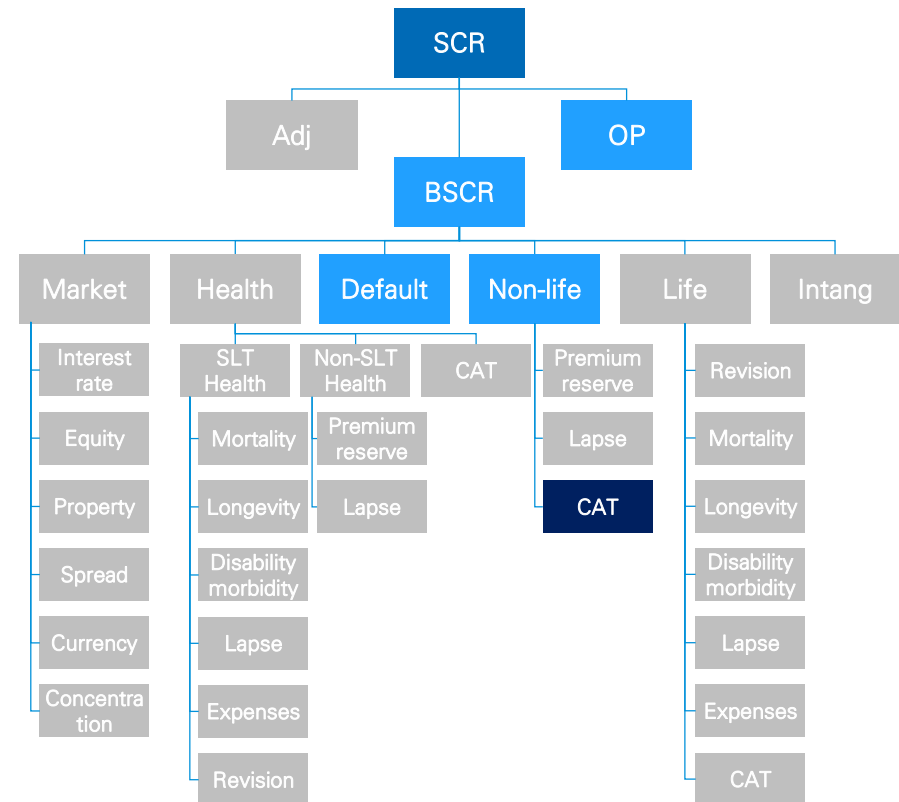 SCR
Adj
OP
BSCR
Market
Health
Default
Non-life
Life
Intang
Interest
rate
Equity
Property
Spread
Currency
Concentra
tion
SLT
Health
Mortality
Longevity
Disability
morbidity
Lapse
Expenses
Revision
Non-SLT
Health
Premium
reserve
Lapse
CAT
Premium
reserve
Lapse
CAT
Revision
Mortality
Longevity
Disability
morbidity
Lapse
Expenses
CAT